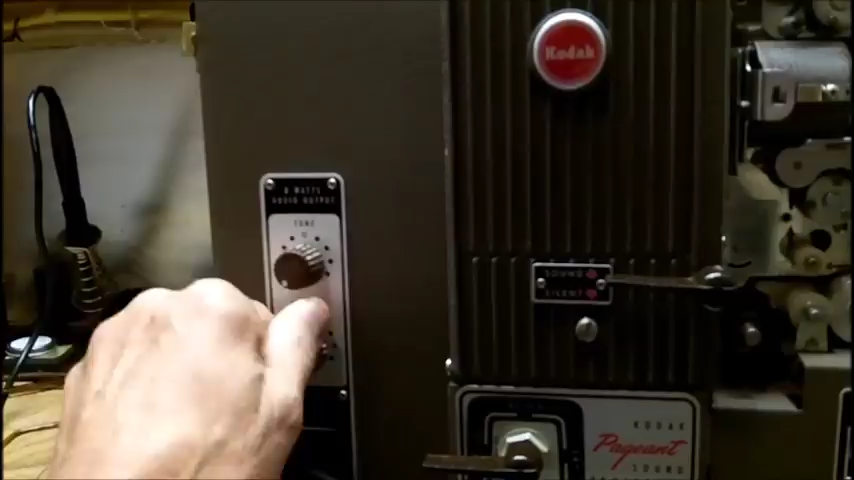 Kodak
8 WATTS
AUDIO OUTPUT
TONE
SOUND
SILENT
KODAK
Pageant
SOUND